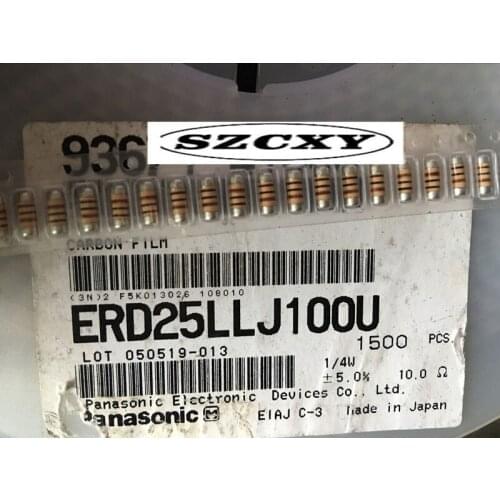 936
SZCXY
CARBON FILM
(3N)2 F5K013026 108010
ERD25LLJ100U
1500 PCS.
LOT 050519-013
1/4W
±5.0% 10.0 Ω
Panasonic Electronic Devices Co., Ltd.
Panasonic EIAJ C-3 made in Japan